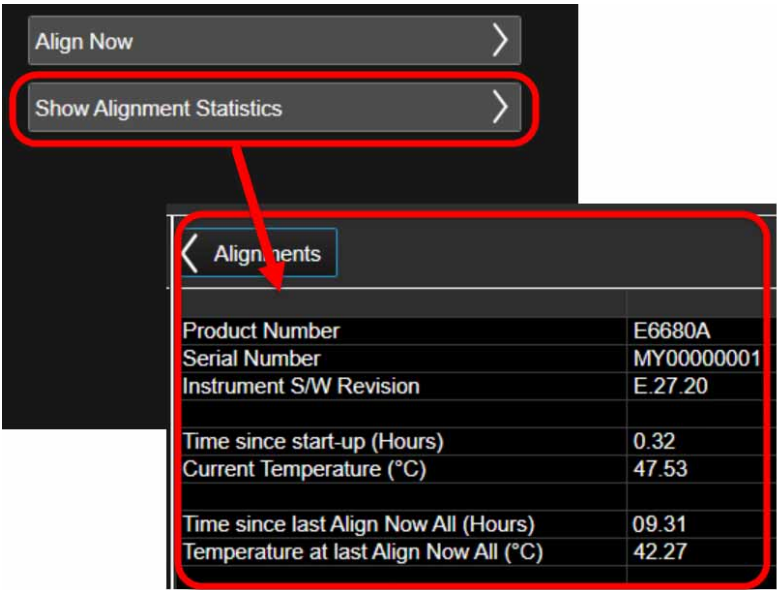 Align Now
Show Alignment Statistics
Alignments
Product Number E6680A
Serial Number MY00000001
Instrument S/W Revision E.27.20
Time since start-up (Hours) 0.32
Current Temperature (°C) 47.53
Time since last Align Now All (Hours) 09.31
Temperature at last Align Now All (°C) 42.27